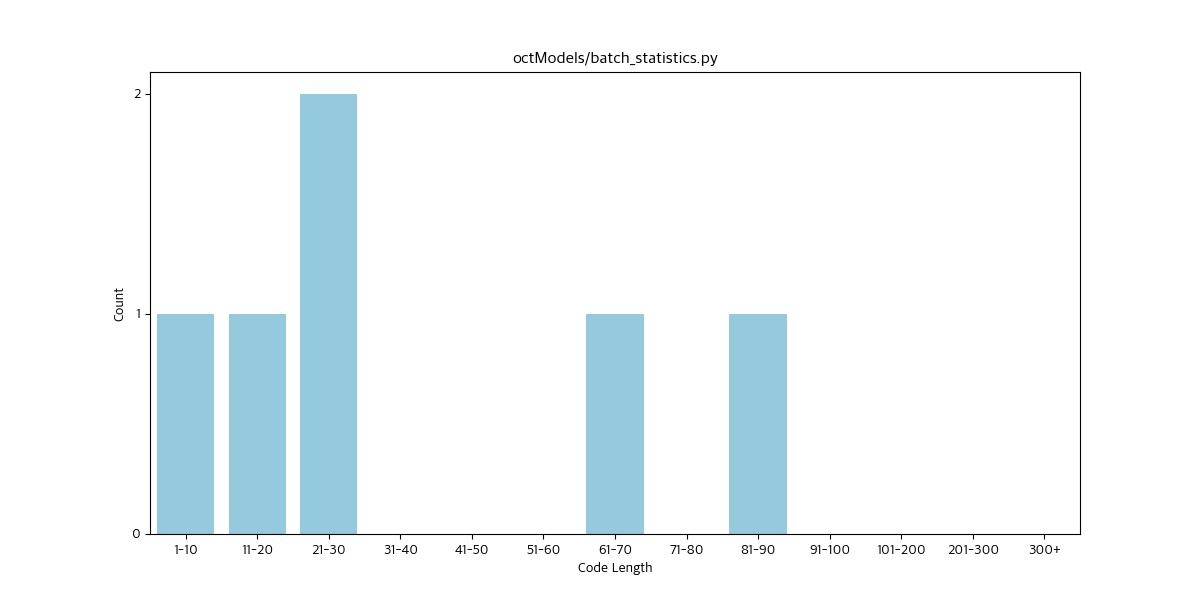 octModels/batch_statistics.py
2
1
0
Count
1-10 11-20 21-30 31-40 41-50 51-60 61-70 71-80 81-90 91-100 101-200 201-300 300+
Code Length